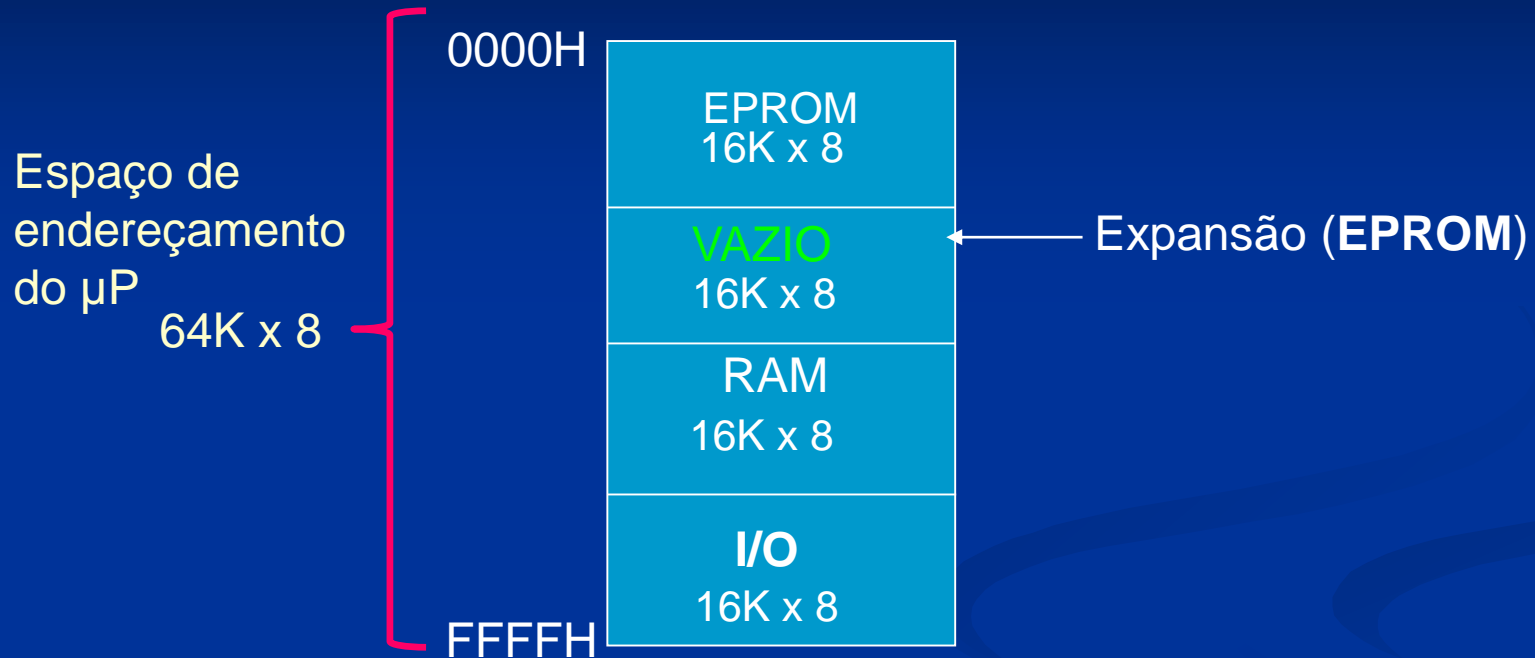 0000H
EPROM
16K x 8
Espaço de
endereçamento
do µP
64K x 8
VAZIO
16K x 8
Expansão (EPROM)
RAM
16K x 8
I/O
16K x 8
FFFFH